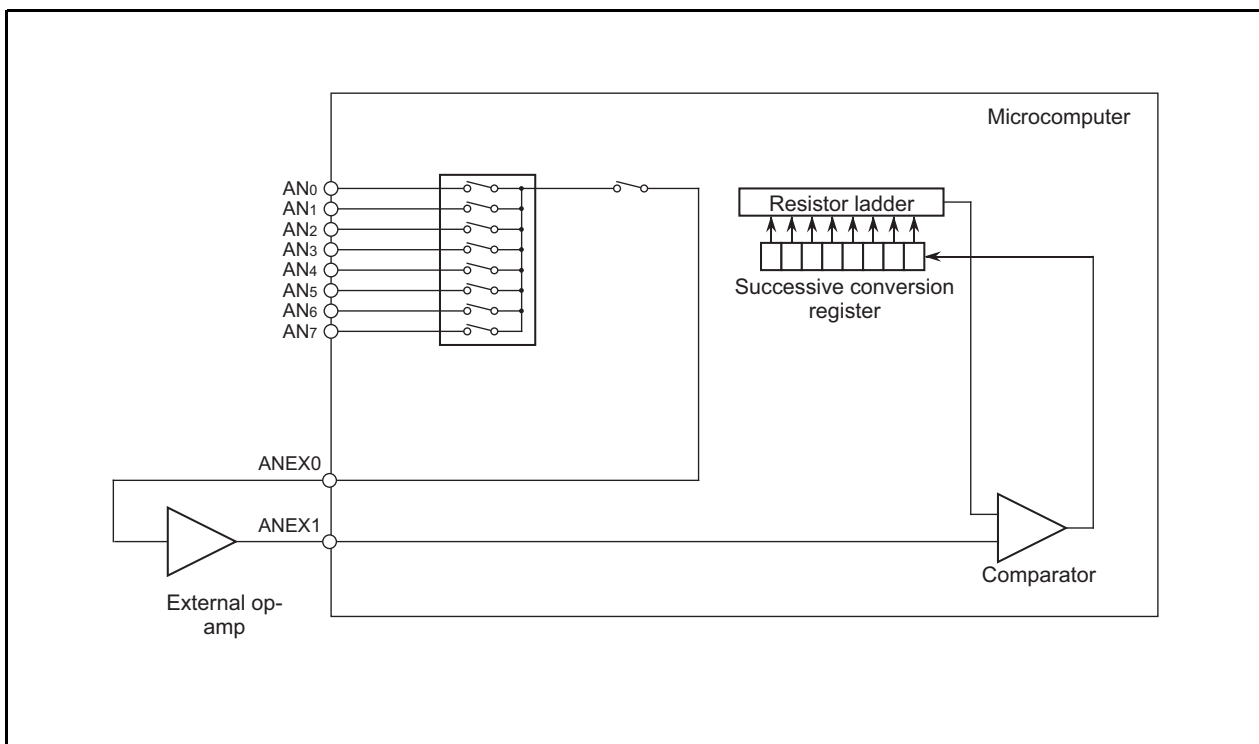 Microcomputer
AN0
AN1
AN2
AN3
AN4
AN5
AN6
AN7
Resistor ladder
Successive conversion
register
ANEX0
ANEX1
Comparator
External op-
amp